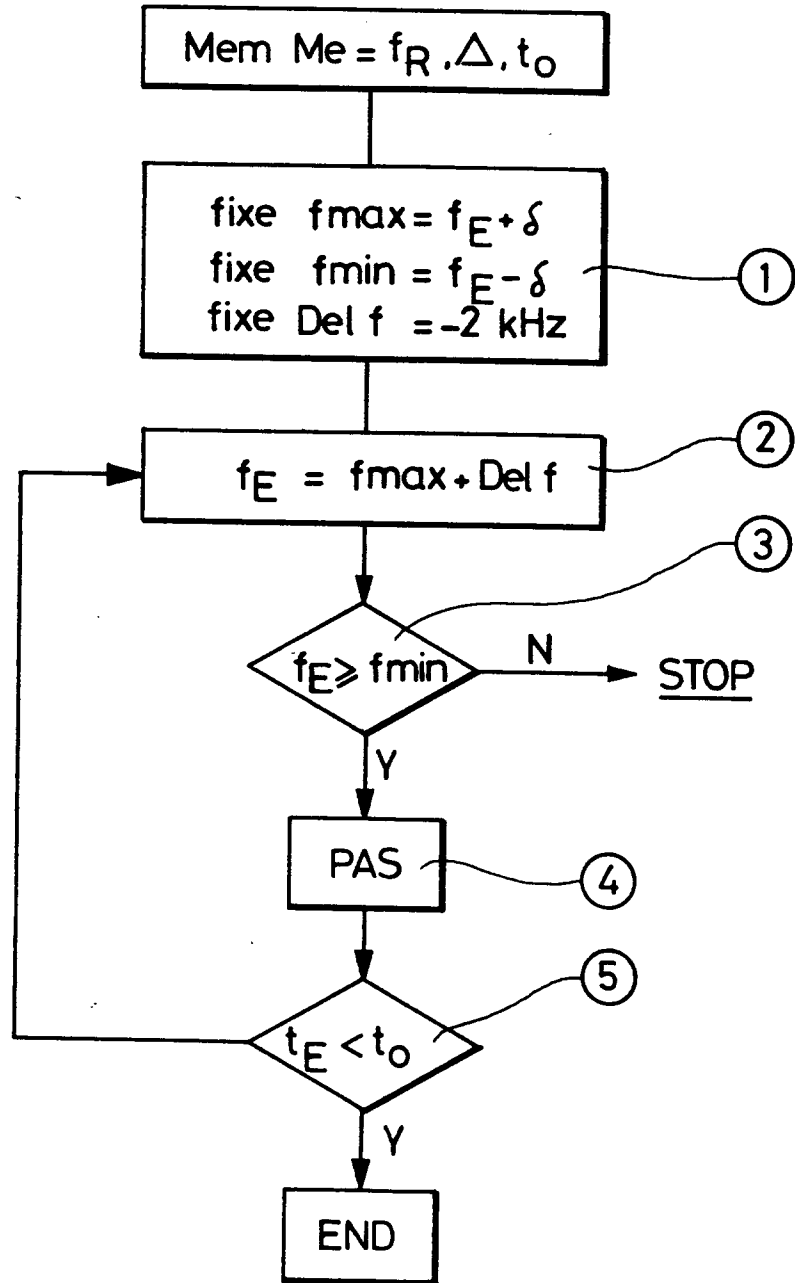 Mem Me = f_R, Δ, t_o
fixe fmax = f_E + δ
fixe fmin = f_E - δ
fixe Del f = -2 kHz
1
f_E = fmax + Del f
2
3
f_E ⩾ fmin
N
STOP
Y
PAS
4
5
t_E < t_o
Y
END